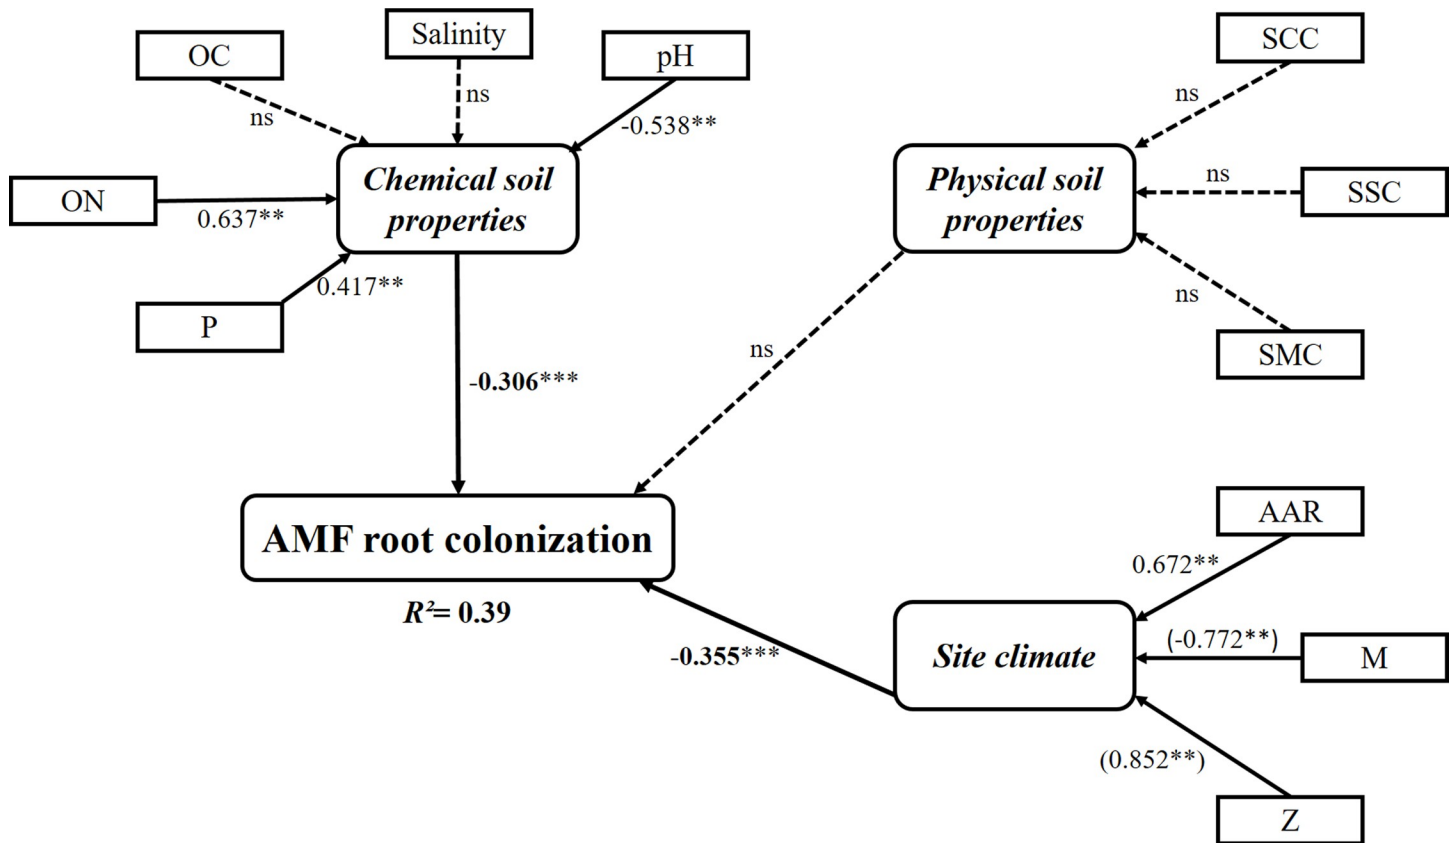 Salinity
OC
pH
SCC
ns
ns
-0.538**
ns
Chemical soil
properties
Physical soil
properties
ON
0.637**
ns
SSC
0.417**
P
ns
SMC
ns
-0.306***
AMF root colonization
R²= 0.39
AAR
0.672**
-0.355***
Site climate
(-0.772**)
M
(0.852**)
Z